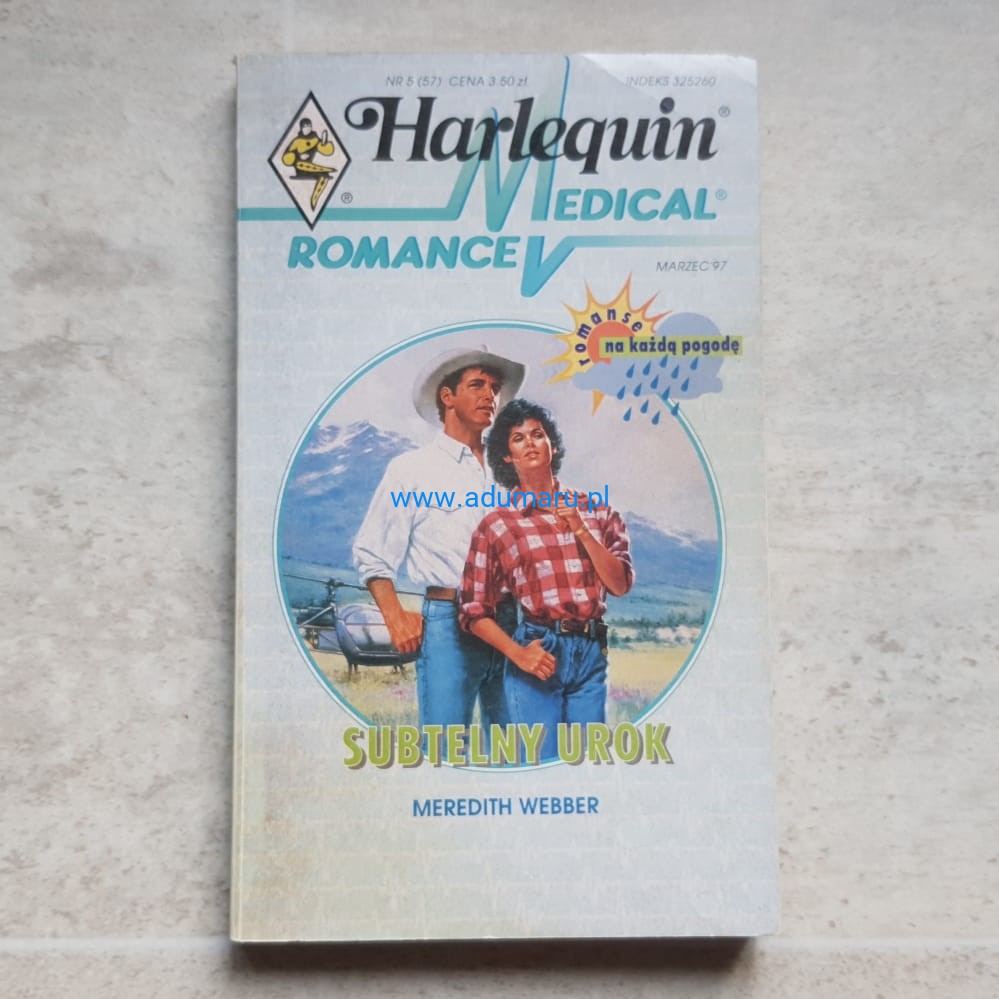 NR 5 (57) CENA 3.50 zł
INDEKS 325260
Harlequin®
®
MEDICAL®
ROMANCE
MARZEC'97
romanse
na każdą pogodę
www.adumaru.pl
SUBTELNY UROK
MEREDITH WEBBER